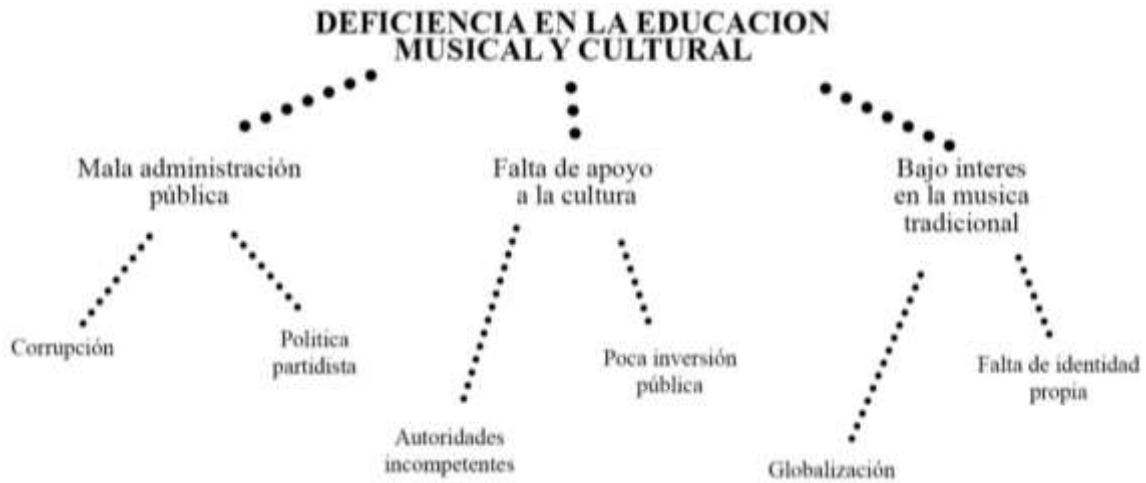 DEFICIENCIA EN LA EDUCACION
MUSICAL Y CULTURAL
Mala administración
pública
Falta de apoyo
a la cultura
Bajo interes
en la musica
tradicional
Corrupción
Politica
partidista
Autoridades
incompetentes
Poca inversión
pública
Globalización
Falta de identidad
propia